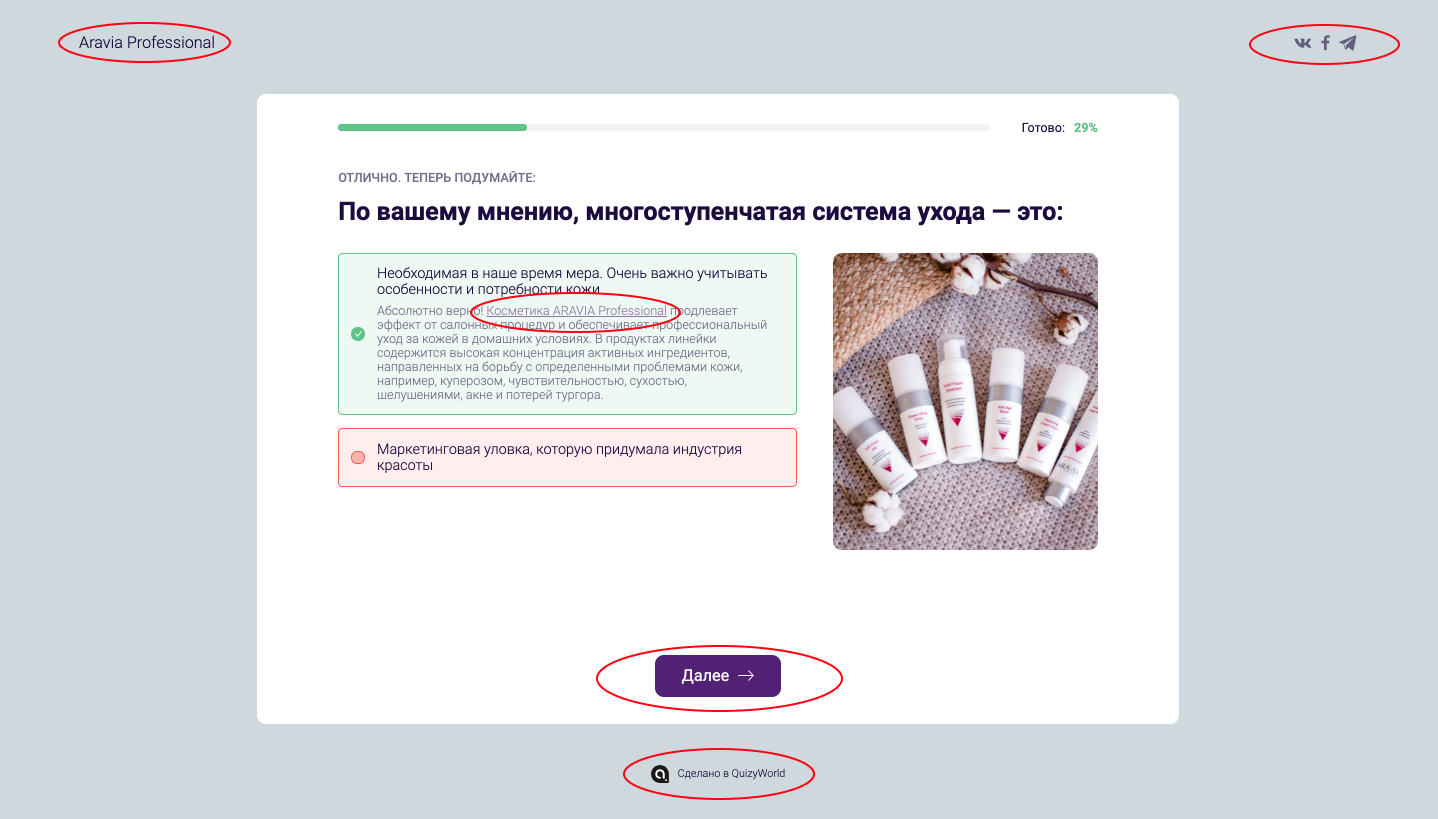 Aravia Professional
Готово: 29%
ОТЛИЧНО. ТЕПЕРЬ ПОДУМАЙТЕ:
По вашему мнению, многоступенчатая система ухода — это:
Необходимая в наше время мера. Очень важно учитывать
особенности и потребности кожи.
Абсолютно верно! Косметика ARAVIA Professional продлевает
эффект от салонных процедур и обеспечивает профессиональный
уход за кожей в домашних условиях. В продуктах линейки
содержится высокая концентрация активных ингредиентов,
направленных на борьбу с определенными проблемами кожи,
например, куперозом, чувствительностью, сухостью,
шелушениями, акне и потерей тургора.
Маркетинговая уловка, которую придумала индустрия
красоты
Далее
Сделано в QuizyWorld